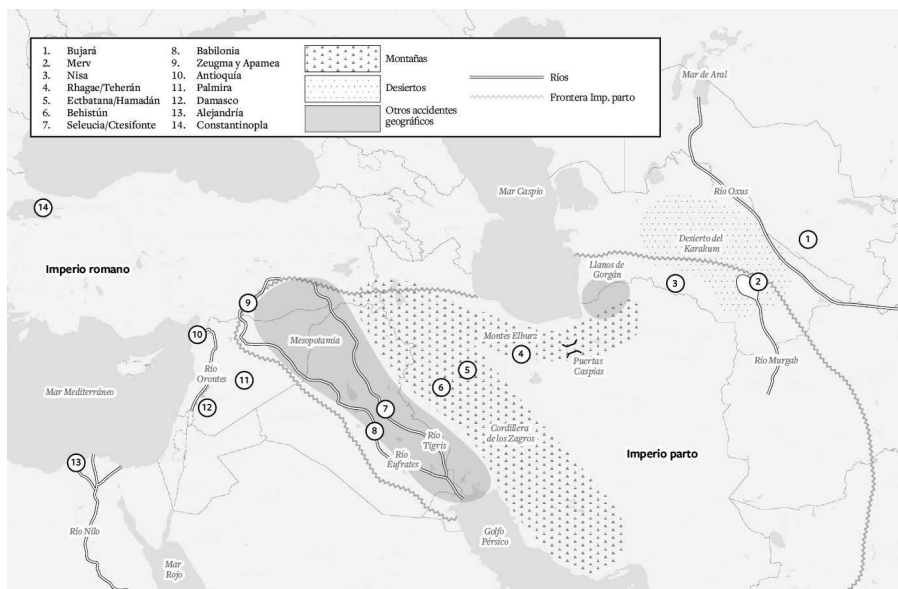 1. Bujará
2. Merv
3. Nisa
4. Rhagae/Teherán
5. Ectbatana/Hamadán
6. Behistún
7. Seleucia/Ctesifonte
8. Babilonia
9. Zeugma y Apamea
10. Antioquía
11. Palmira
12. Damasco
13. Alejandría
14. Constantinopla
Montañas
Desiertos
Otros accidentes
geográficos
Ríos
Frontera Imp. parto
Mar de Aral
Mar Caspio
Río Oxus
14
1
Desierto del
Karakum
Imperio romano
Llanos de
Gorgán
3
2
9
Mesopotamia
10
Montes Elburz
4
Puertas
Caspias
Río Murgab
Río
Orontes
11
5
6
Mar Mediterráneo
12
7
8
Cordillera
de los Zagros
Río
Tigris
Imperio parto
13
Río
Éufrates
Río Nilo
Golfo
Pérsico
Mar
Rojo